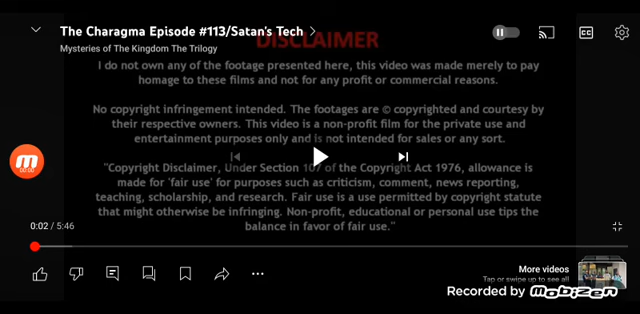 The Charagma Episode #113/Satan's Tech
Mysteries of The Kingdom The Trilogy
DISCLAIMER
I do not own any of the footage presented here, this video was made merely to pay
homage to these films and not for any profit or commercial reasons.
No copyright infringement intended. The footages are © copyrighted and courtesy by
their respective owners. This video is a non-profit film for the private use and
entertainment purposes only and is not intended for sales or any sort.
"Copyright Disclaimer, Under Section 107 of the Copyright Act 1976, allowance is
made for 'fair use' for purposes such as criticism, comment, news reporting,
teaching, scholarship, and research. Fair use is a use permitted by copyright statute
that might otherwise be infringing. Non-profit, educational or personal use tips the
balance in favor of fair use."
CC
m
00:00
0:02 / 5:46
More videos
Tap or swipe up to see all
Recorded by MOBIZEN